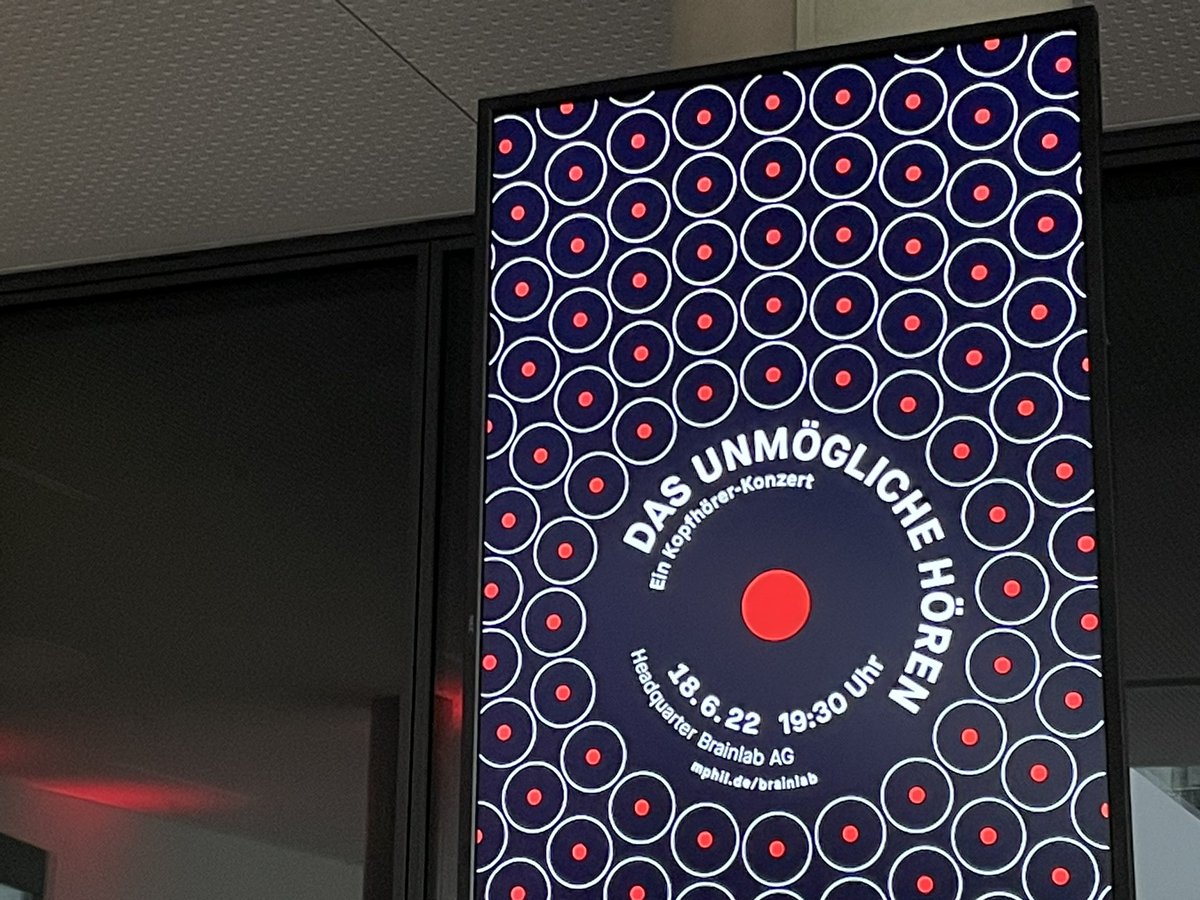 DAS UNMÖGLICHE HÖREN
Ein Kopfhörer-Konzert
18.6.22 19:30 Uhr
Headquarter Brainlab AG
mphil.de/brainlab